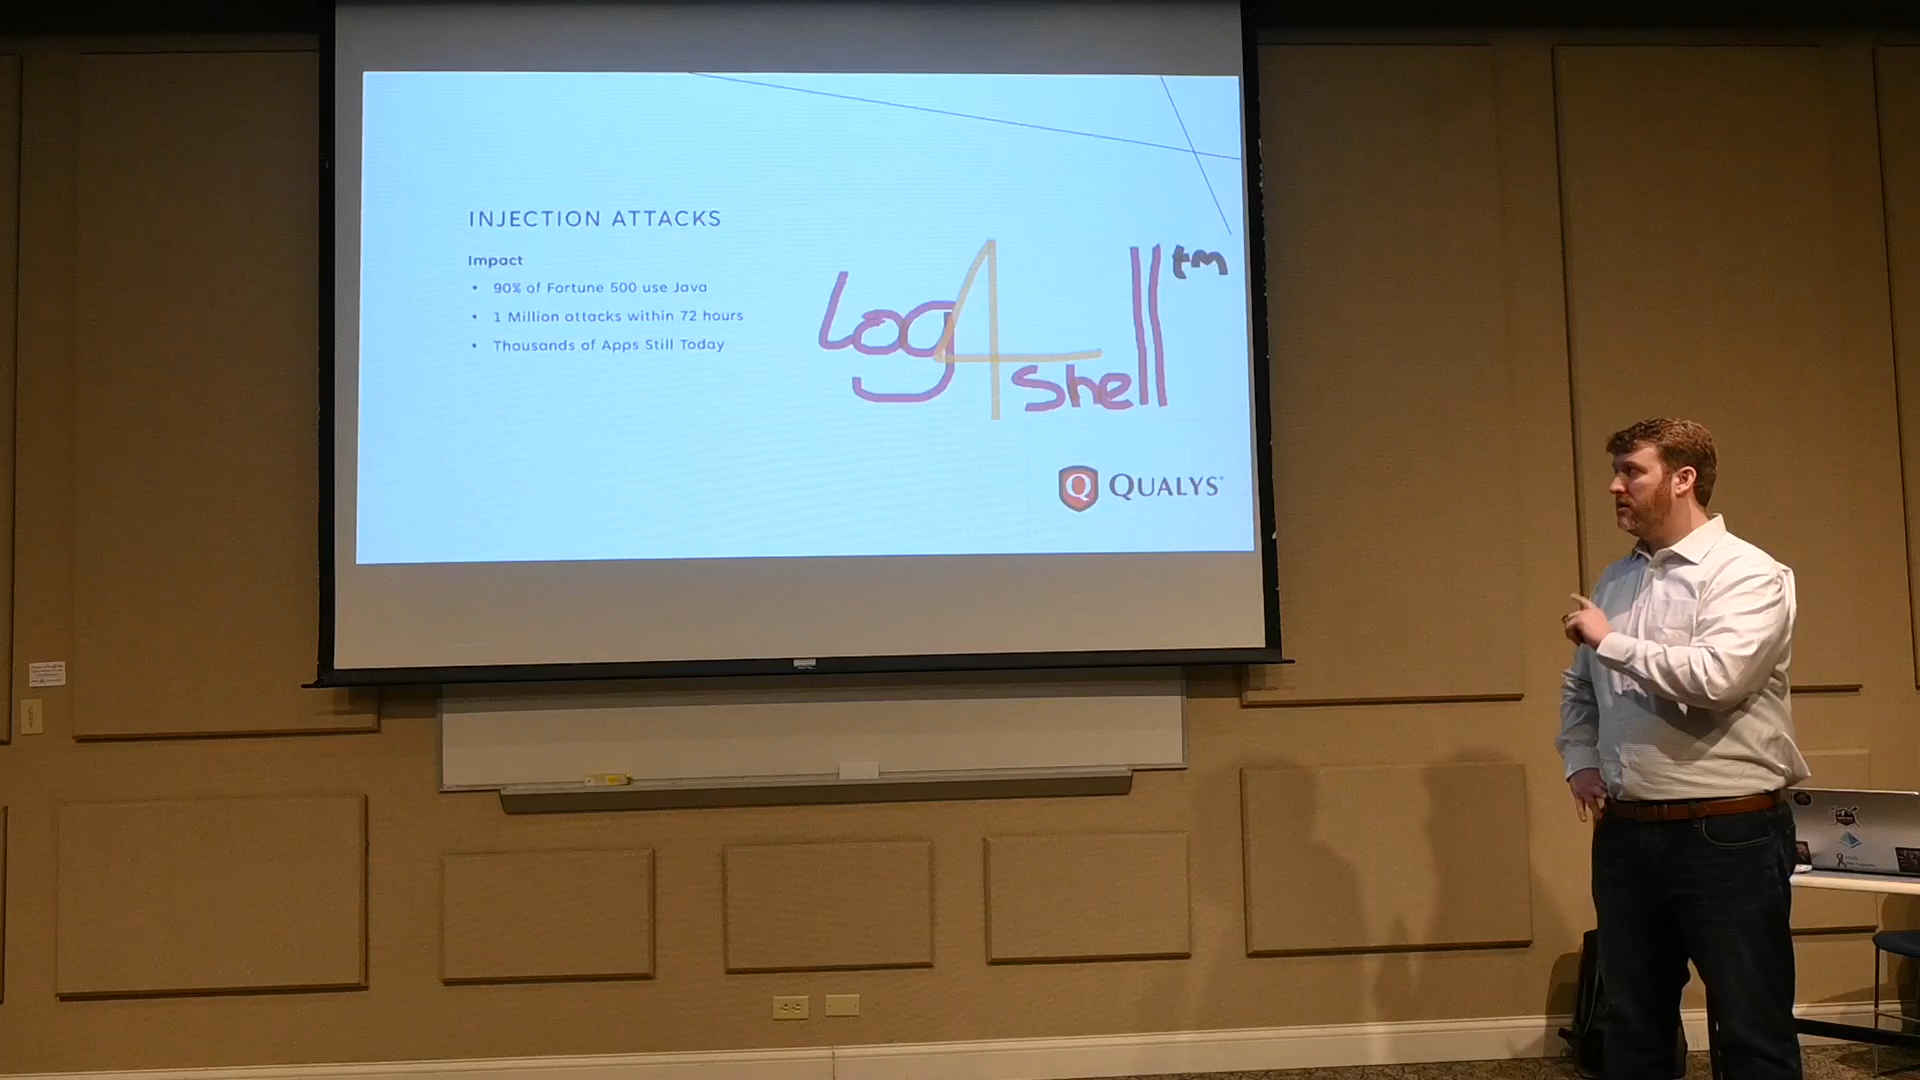 INJECTION ATTACKS
Impact
• 90% of Fortune 500 use Java
• 1 Million attacks within 72 hours
• Thousands of Apps Still Today
Log4shell tm
Q QUALYS